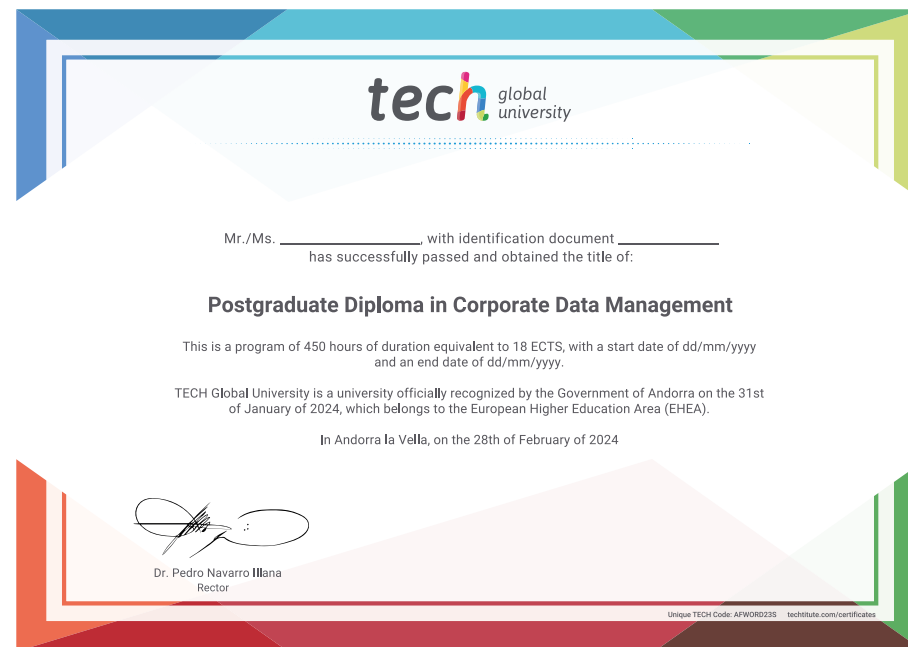 tech global university
Mr./Ms. ____________________, with identification document ______________
has successfully passed and obtained the title of:
Postgraduate Diploma in Corporate Data Management
This is a program of 450 hours of duration equivalent to 18 ECTS, with a start date of dd/mm/yyyy
and an end date of dd/mm/yyyy.
TECH Global University is a university officially recognized by the Government of Andorra on the 31st
of January of 2024, which belongs to the European Higher Education Area (EHEA).
In Andorra la Vella, on the 28th of February of 2024
Dr. Pedro Navarro Illana
Rector
Unique TECH Code: AFWORD23S techtitute.com/certificates